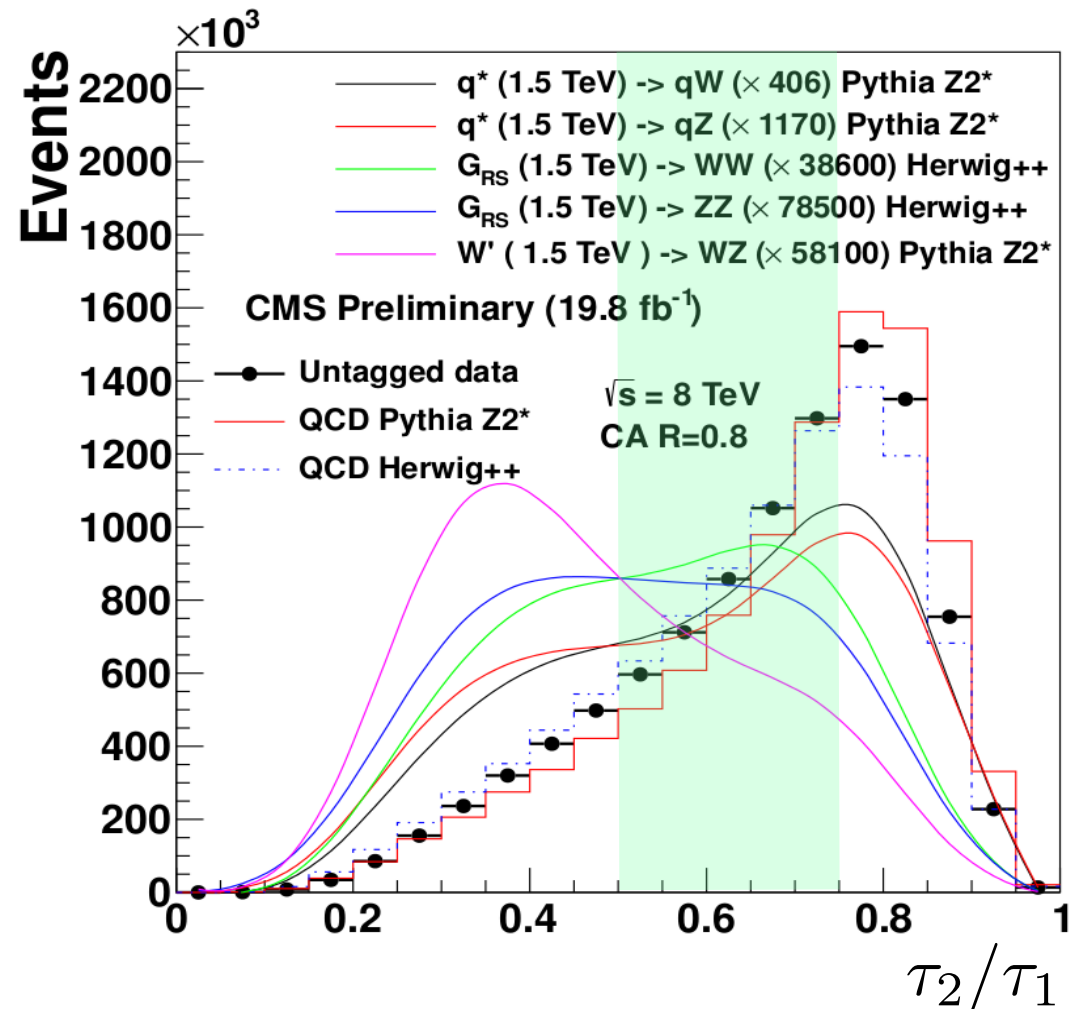 ×10³
Events
2200
2000
1800
1600
1400
1200
1000
800
600
400
200
0
q* (1.5 TeV) -> qW (× 406) Pythia Z2*
q* (1.5 TeV) -> qZ (× 1170) Pythia Z2*
G_RS (1.5 TeV) -> WW (× 38600) Herwig++
G_RS (1.5 TeV) -> ZZ (× 78500) Herwig++
W' ( 1.5 TeV ) -> WZ (× 58100) Pythia Z2*
CMS Preliminary (19.8 fb⁻¹)
Untagged data
QCD Pythia Z2*
QCD Herwig++
√s = 8 TeV
CA R=0.8
0 0.2 0.4 0.6 0.8 1
τ₂/τ₁